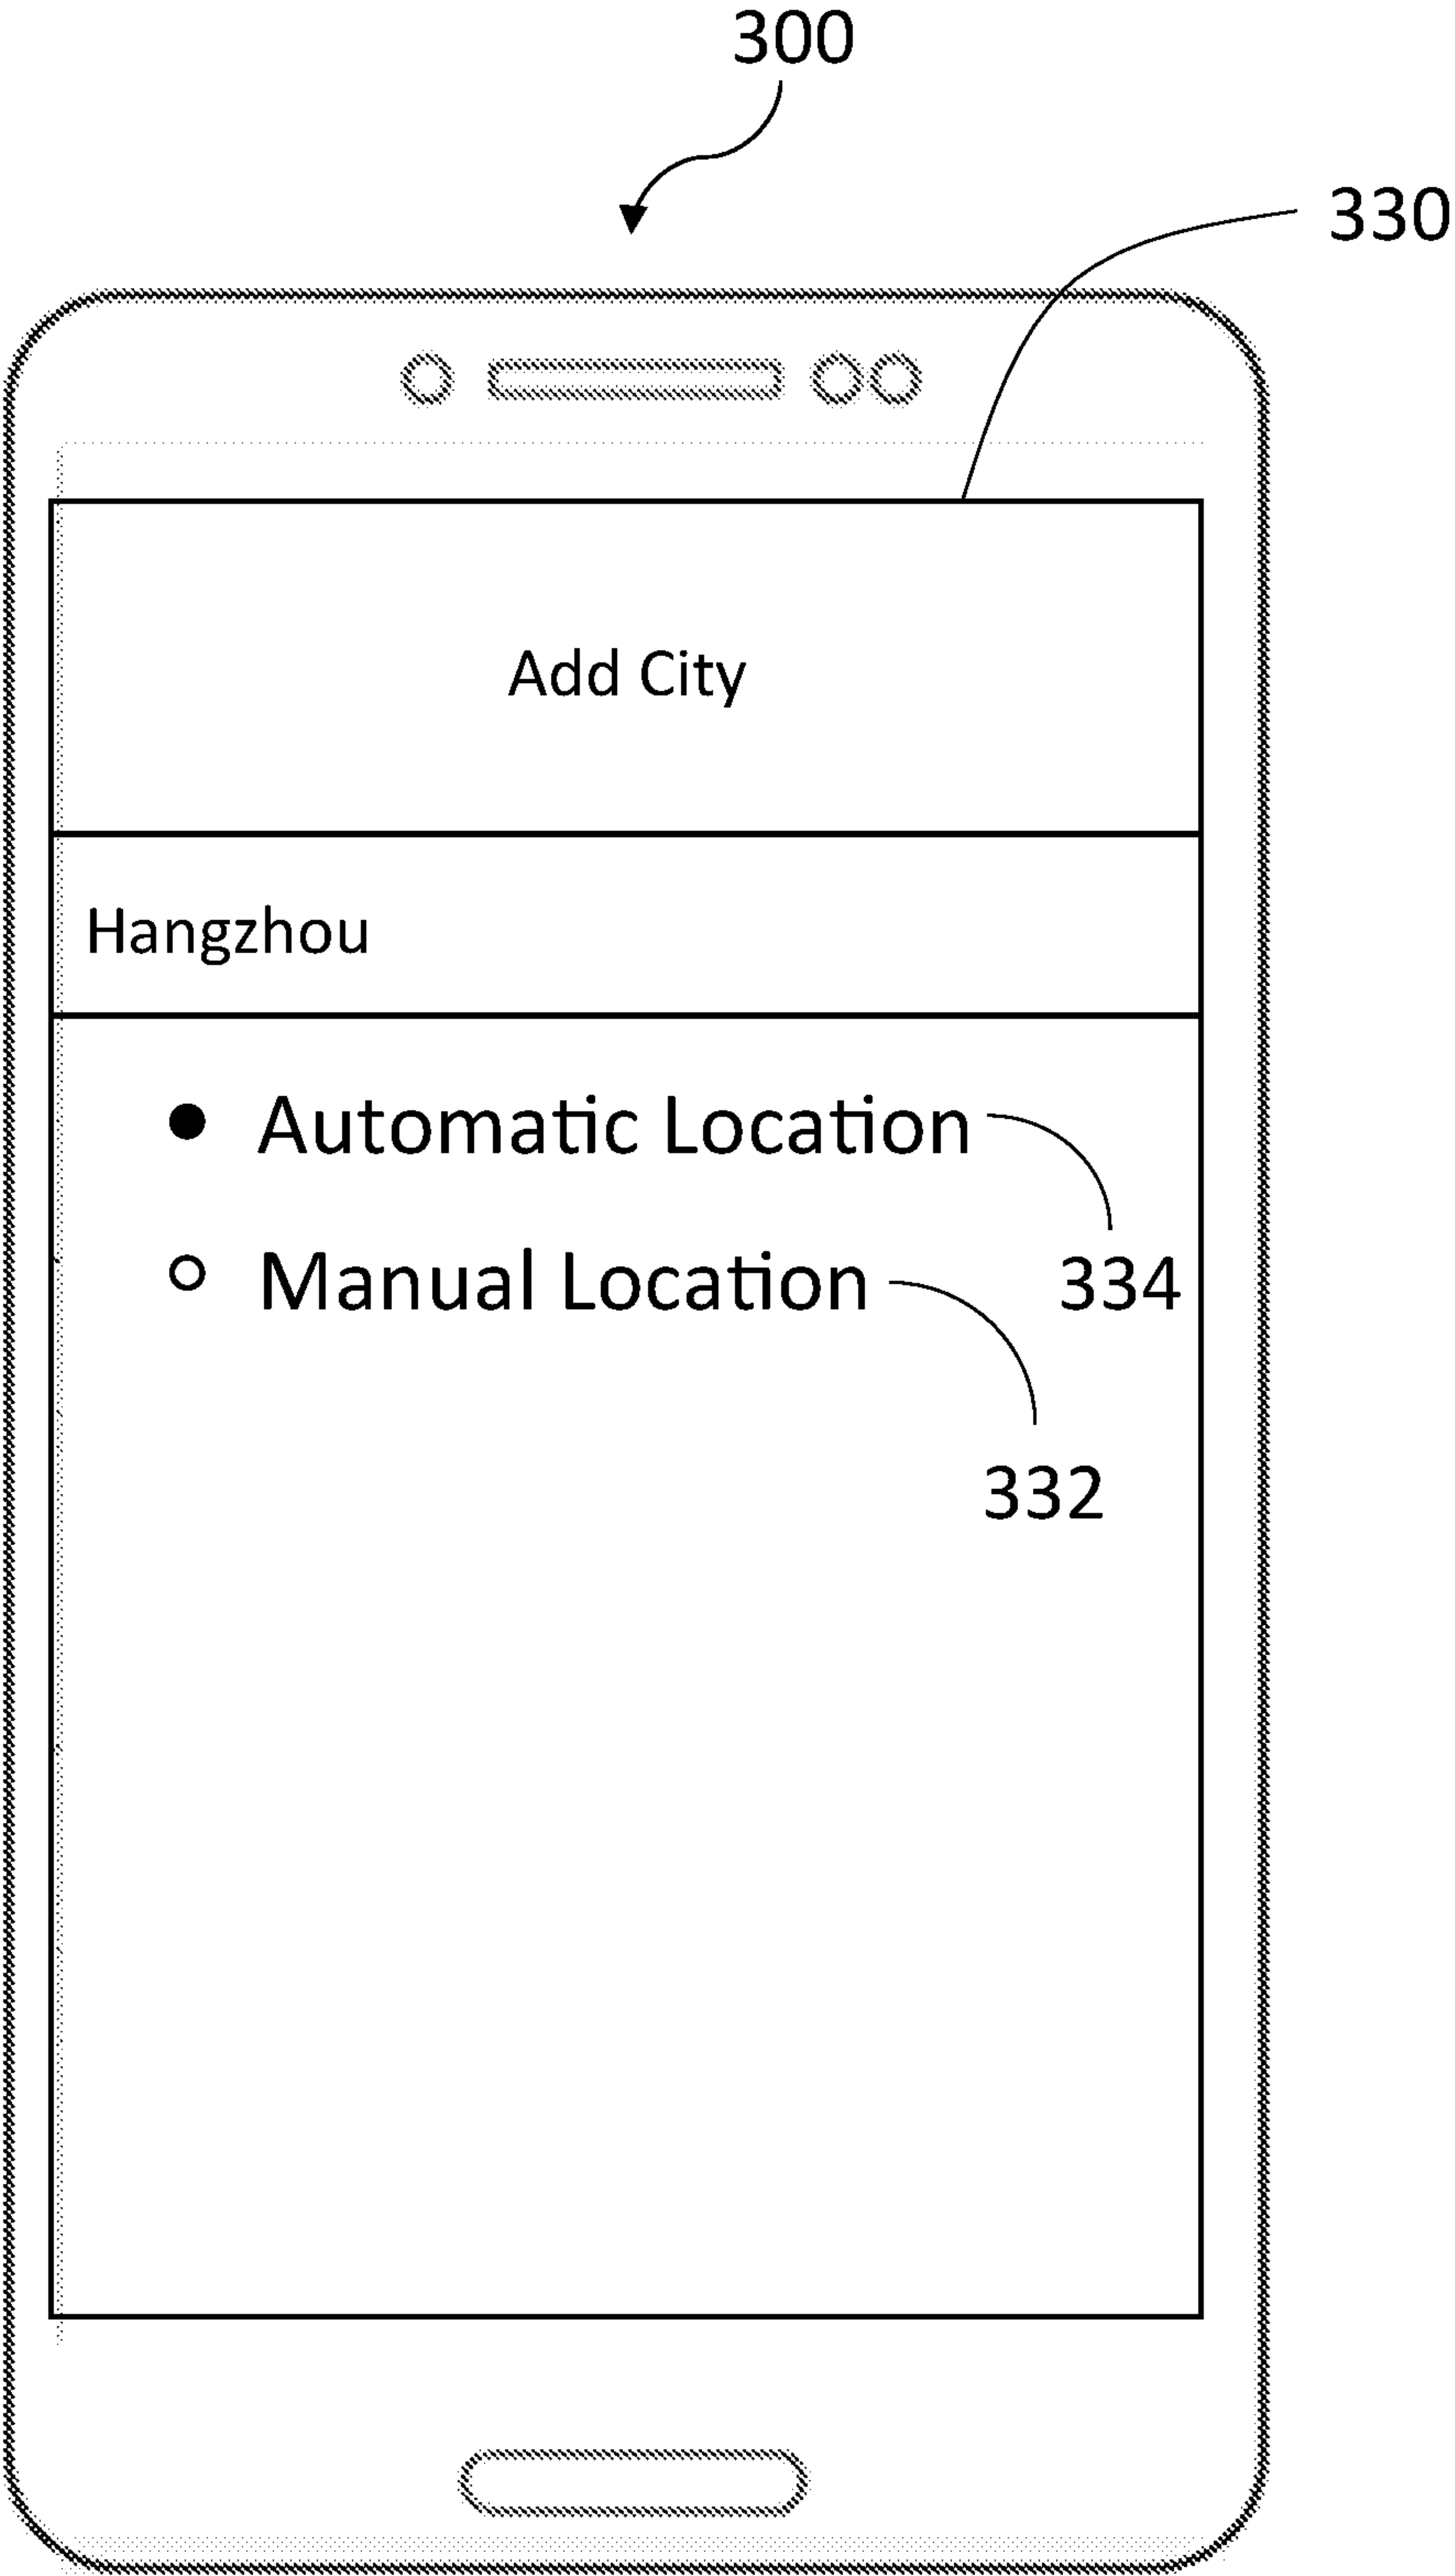 300
330
Add City
Hangzhou
Automatic Location
334
Manual Location
332